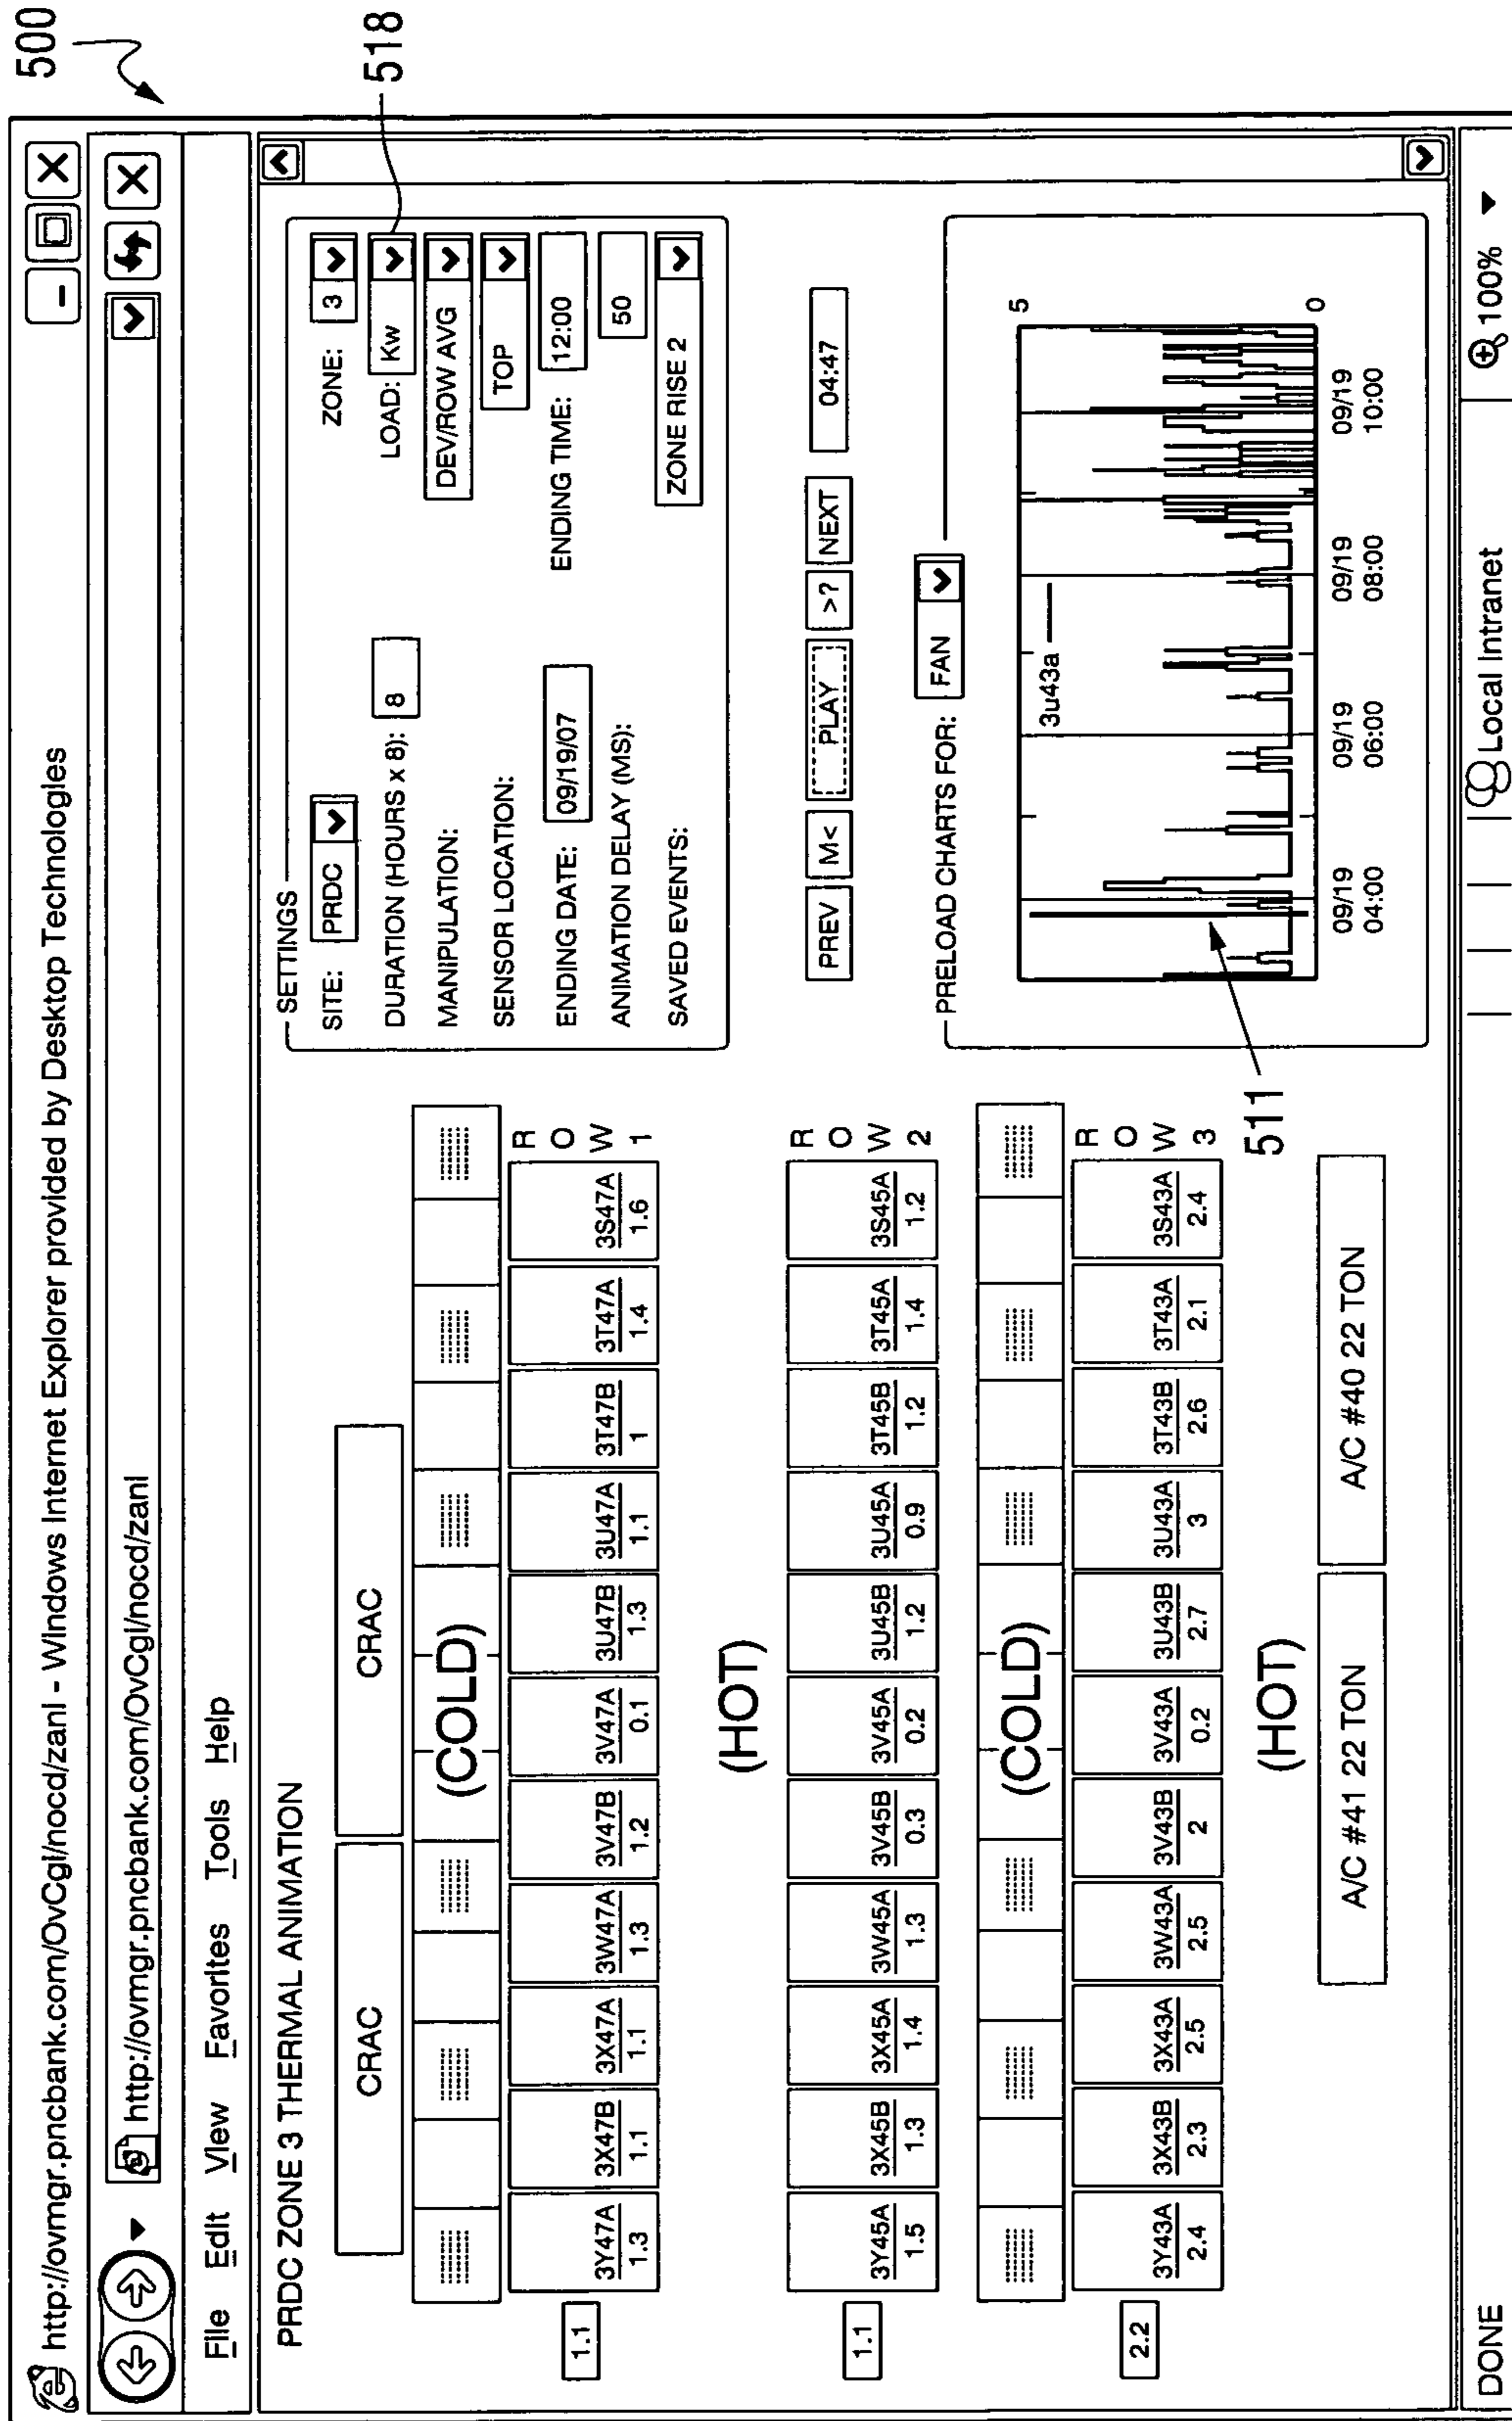 500
http://ovmgr.pncbank.com/OvCgi/nocd/zani - Windows Internet Explorer provided by Desktop Technologies
http://ovmgr.pncbank.com/OvCgi/nocd/zani
File Edit View Favorites Tools Help
PRDC ZONE 3 THERMAL ANIMATION
CRAC CRAC
(COLD)
3Y47A 3X47B 3X47A 3W47A 3V47B 3V47A 3U47B 3U47A 3T47B 3T47A 3S47A
1.3 1.1 1.1 1.3 1.2 0.1 1.3 1.1 1 1.4 1.6
1.1
ROW 1
(HOT)
3Y45A 3X45B 3X45A 3W45A 3V45B 3V45A 3U45B 3U45A 3T45B 3T45A 3S45A
1.5 1.3 1.4 1.3 0.3 0.2 1.2 0.9 1.2 1.4 1.2
1.1
ROW 2
(COLD)
3Y43A 3X43B 3X43A 3W43A 3V43B 3V43A 3U43B 3U43A 3T43B 3T43A 3S43A
2.4 2.3 2.5 2.5 2 0.2 2.7 3 2.6 2.1 2.4
2.2
ROW 3
(HOT)
A/C #41 22 TON A/C #40 22 TON
SETTINGS
SITE: PRDC ZONE: 3
DURATION (HOURS x 8): 8 LOAD: Kw
518
MANIPULATION: DEV/ROW AVG
SENSOR LOCATION: TOP
ENDING DATE: 09/19/07 ENDING TIME: 12:00
ANIMATION DELAY (MS): 50
SAVED EVENTS: ZONE RISE 2
PREV M< PLAY >? NEXT 04:47
PRELOAD CHARTS FOR: FAN
3u43a
5
0
09/19 09/19 09/19 09/19
04:00 06:00 08:00 10:00
511
DONE Local Intranet 100%